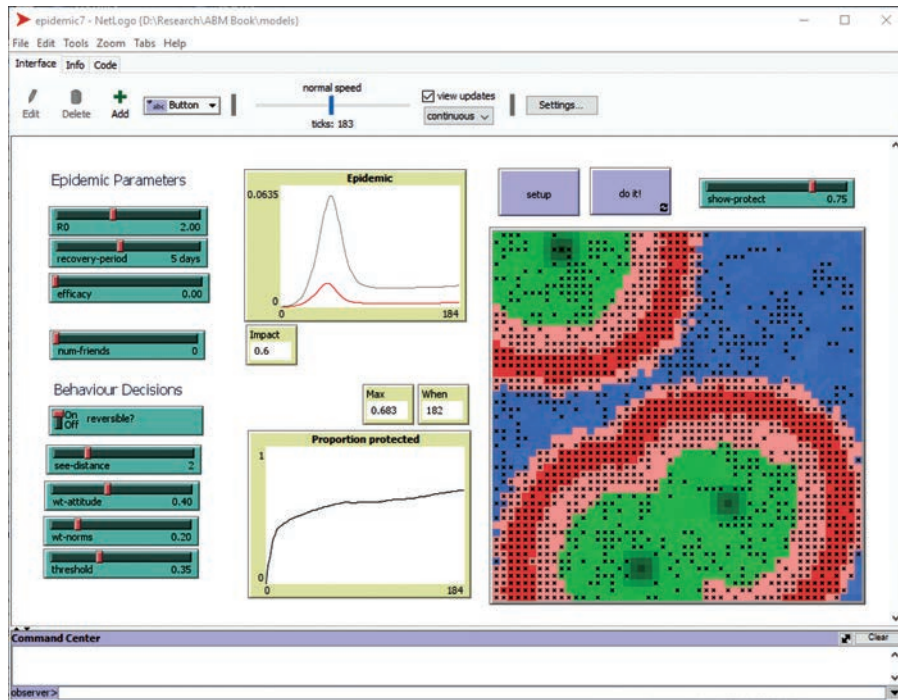 epidemic7 - NetLogo {D:\Research\ABM Book\models}
File Edit Tools Zoom Tabs Help
Interface Info Code
Edit Delete Add abc Button normal speed ticks: 183 view updates continuous Settings...
Epidemic Parameters
R0 2.00
recovery-period 5 days
efficacy 0.00
num-friends 0
Behaviour Decisions
On
Off
reversible?
see-distance 2
wt-attitude 0.40
wt-norms 0.20
threshold 0.35
Epidemic
0.0635
0
0 184
Impact
0.6
Max
0.683
When
182
Proportion protected
1
0
0 184
setup
do it!
show-protect 0.75
Command Center Clear
observer>